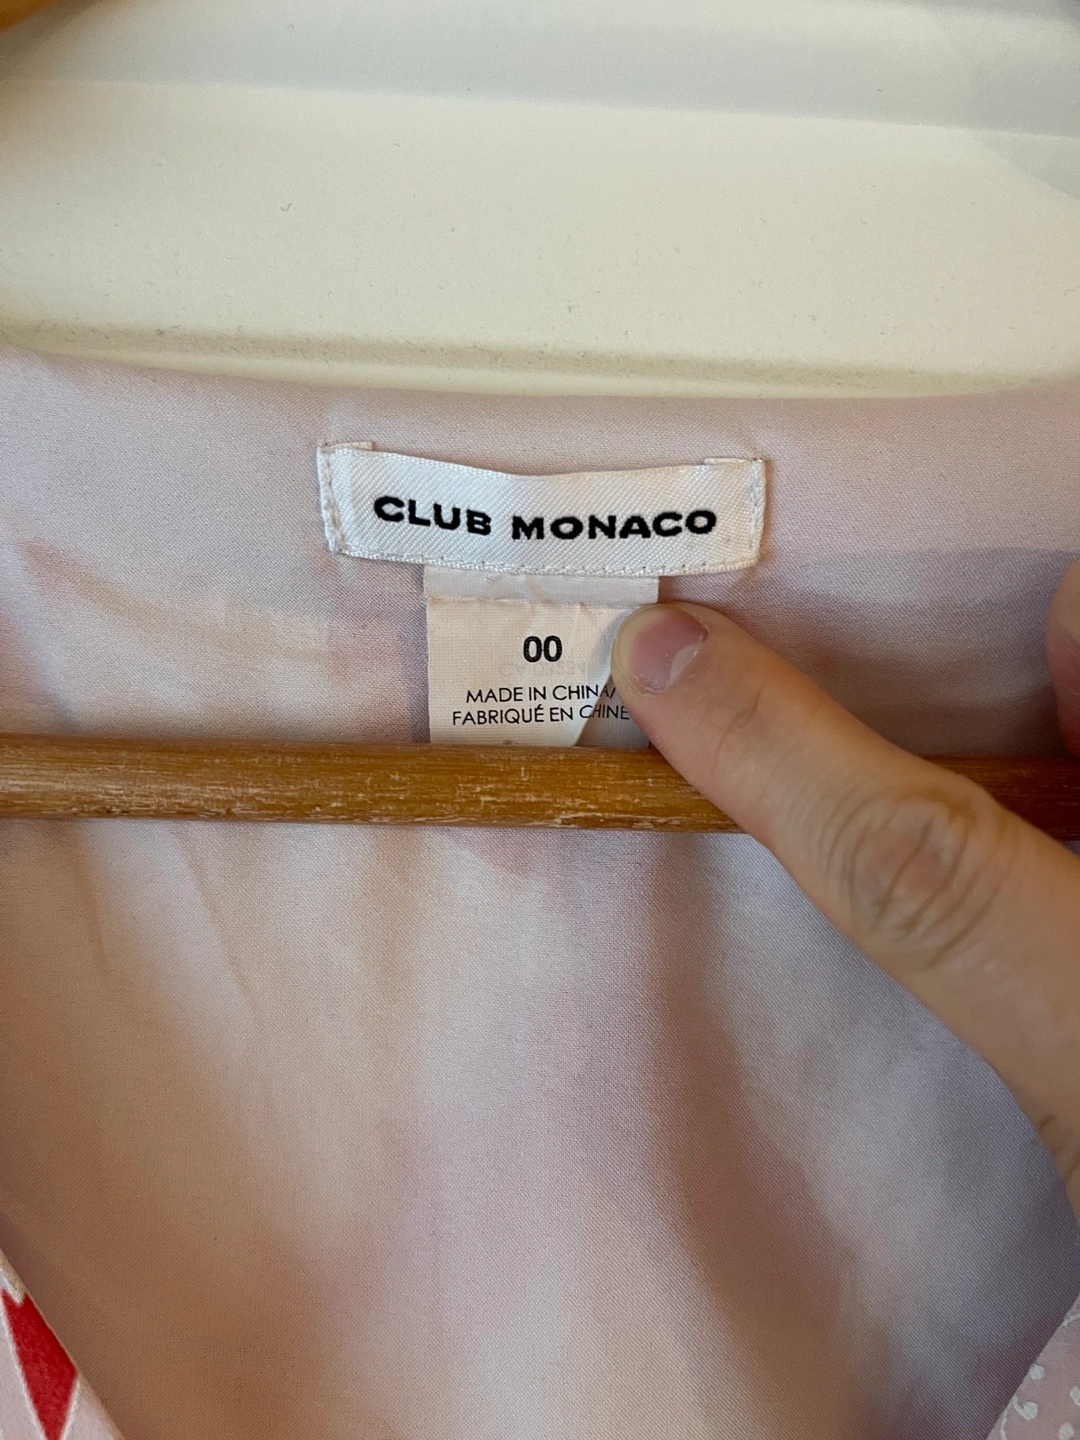 CLUB MONACO
00
MADE IN CHINA/
FABRIQUÉ EN CHINE